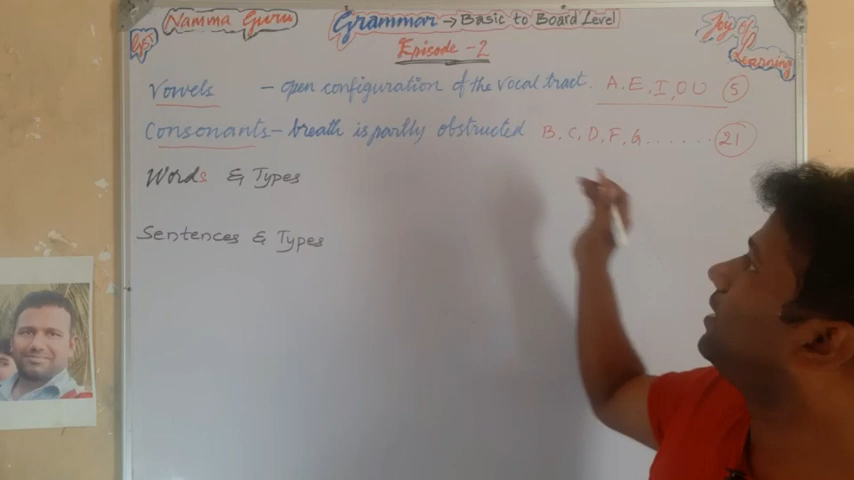 GSI
Namma Guru
Grammar → Basic to Board Level
Episode - 2
Joy of
Learning
Vowels - open configuration of the vocal tract. A, E, I, O U 5
Consonants - breath is partly obstructed B, C, D, F, G....... 21
Words & Types
Sentences & Types